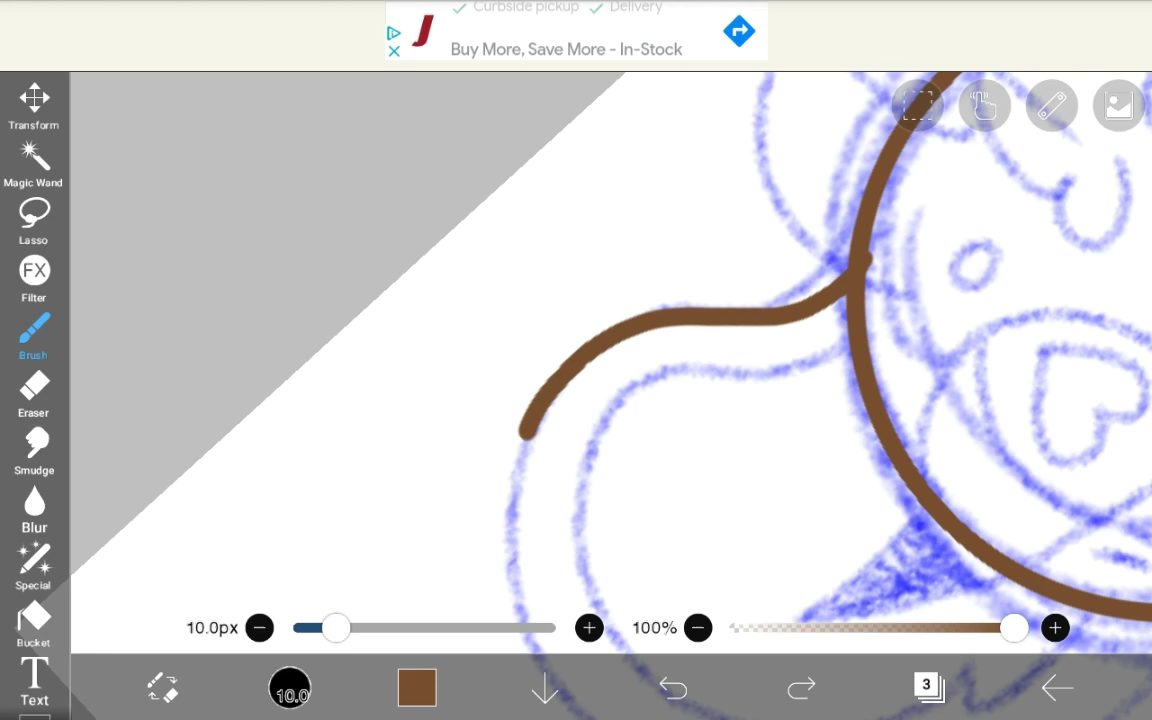 Curbside pickup Delivery
J
Buy More, Save More - In-Stock
Transform
Magic Wand
Lasso
FX
Filter
Brush
Eraser
Smudge
Blur
Special
Bucket
T
Text
10.0px
100%
10.0
3